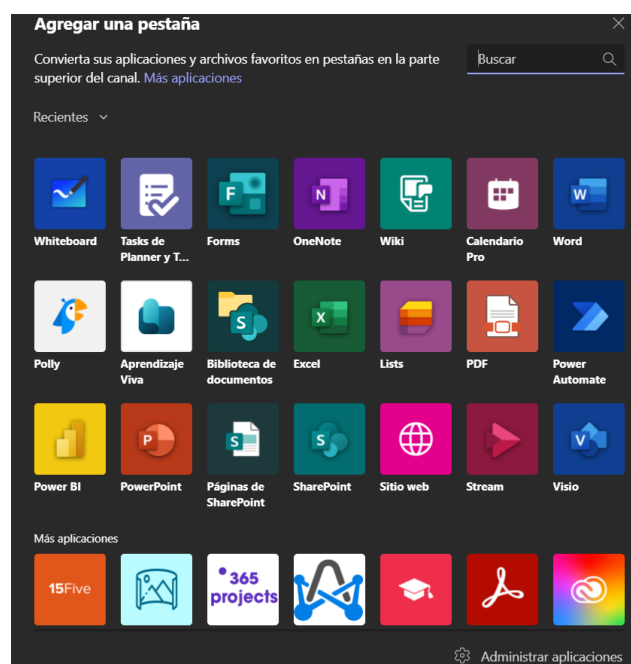 Agregar una pestaña
Convierta sus aplicaciones y archivos favoritos en pestañas en la parte
superior del canal. Más aplicaciones
Buscar
Recientes
Whiteboard
Tasks de
Planner y T...
Forms
OneNote
Wiki
Calendario
Pro
Word
Polly
Aprendizaje
Viva
Biblioteca de
documentos
Excel
Lists
PDF
Power
Automate
Power BI
PowerPoint
Páginas de
SharePoint
SharePoint
Sitio web
Stream
Visio
Más aplicaciones
15Five
365
projects
Administrar aplicaciones